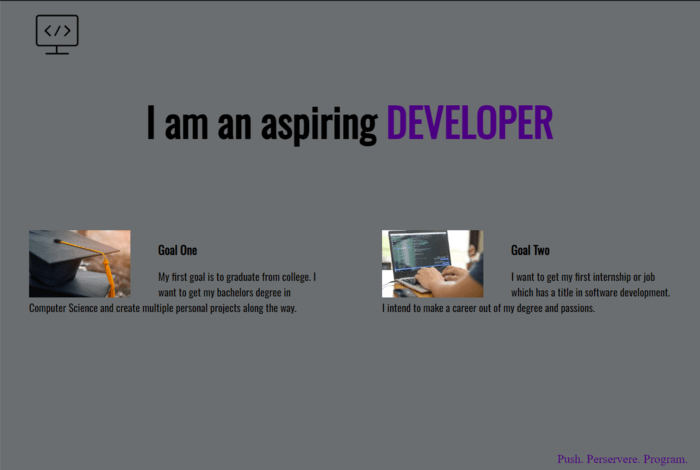 </>
I am an aspiring DEVELOPER
Goal One
My first goal is to graduate from college. I
want to get my bachelors degree in
Computer Science and create multiple personal projects along the way.
Goal Two
I want to get my first internship or job
which has a title in software development.
I intend to make a career out of my degree and passions.
Push. Perservere. Program.